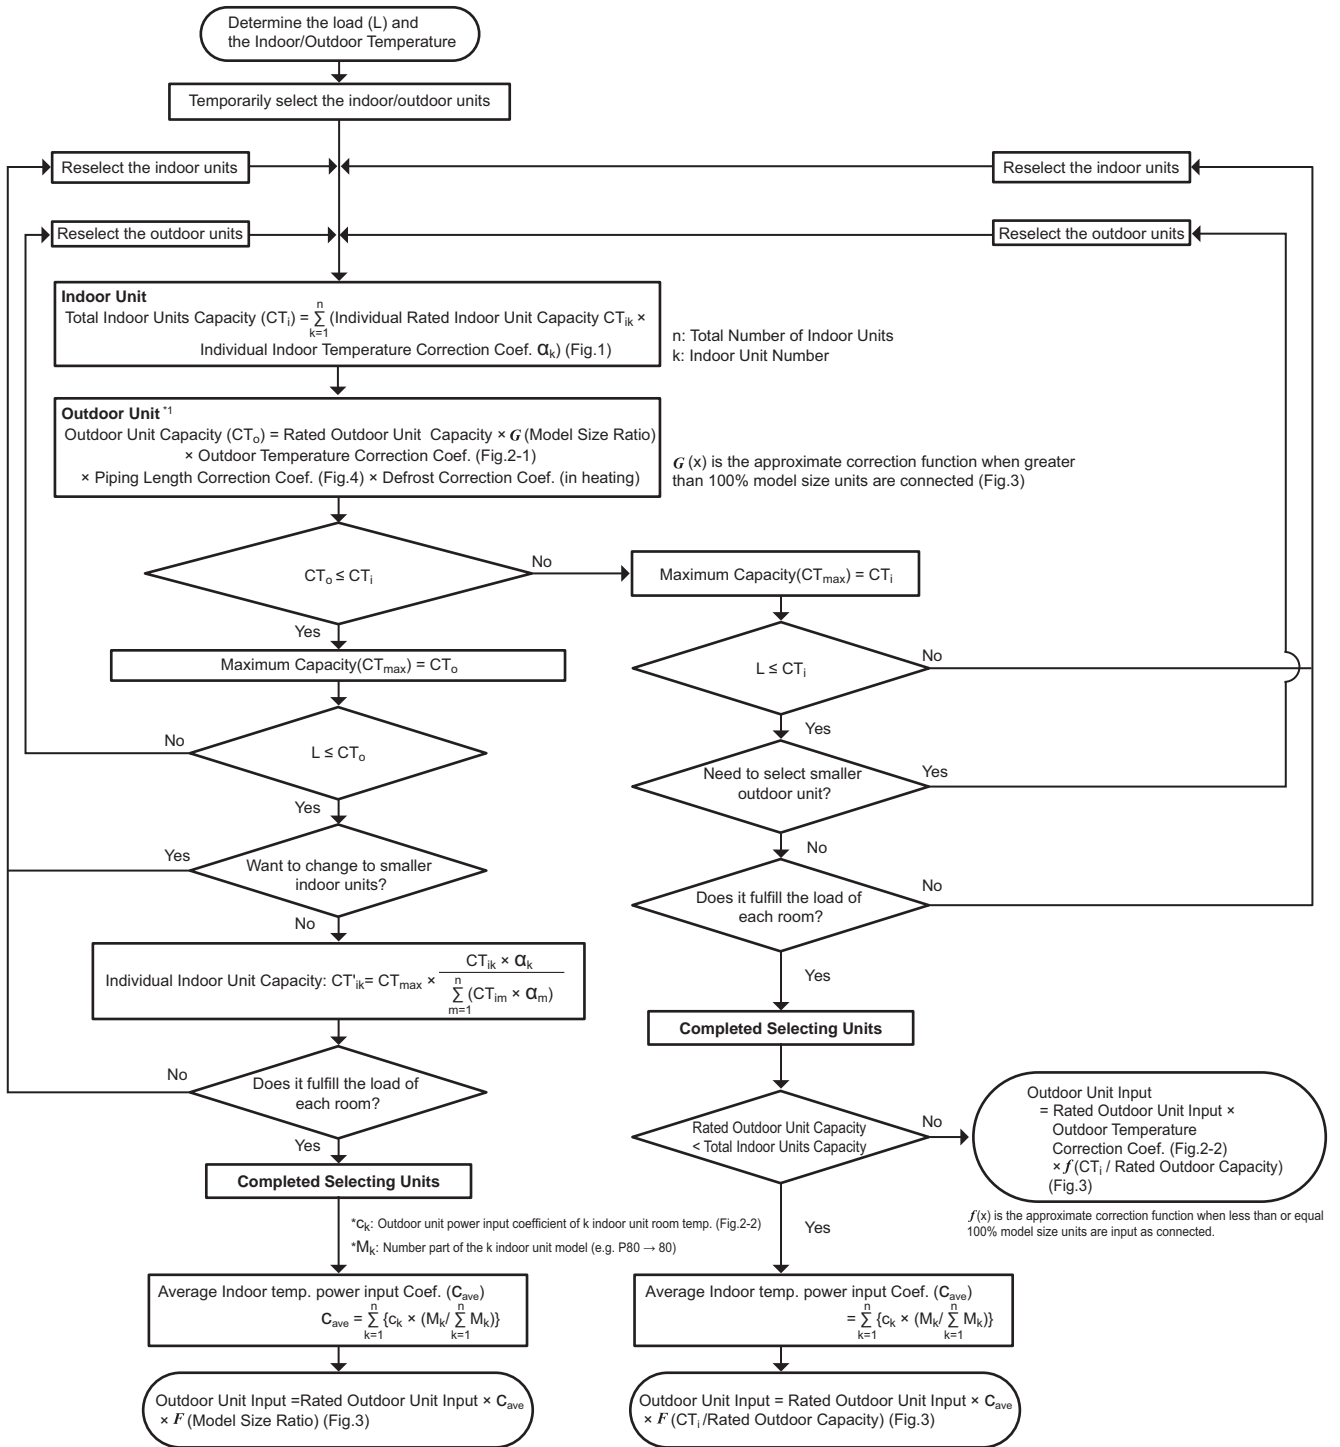 Determine the load (L) and
the Indoor/Outdoor Temperature
Temporarily select the indoor/outdoor units
Reselect the indoor units
Reselect the indoor units
Reselect the outdoor units
Reselect the outdoor units
Indoor Unit
Total Indoor Units Capacity (CTi) = n Σ k=1 (Individual Rated Indoor Unit Capacity CTik ×
Individual Indoor Temperature Correction Coef. αk) (Fig.1)
n: Total Number of Indoor Units
k: Indoor Unit Number
Outdoor Unit *1
Outdoor Unit Capacity (CTo) = Rated Outdoor Unit Capacity × G (Model Size Ratio)
× Outdoor Temperature Correction Coef. (Fig.2-1)
× Piping Length Correction Coef. (Fig.4) × Defrost Correction Coef. (in heating)
G (x) is the approximate correction function when greater
than 100% model size units are connected (Fig.3)
CTo ≤ CTi
No
Yes
Maximum Capacity(CTmax) = CTo
L ≤ CTo
No
Yes
Want to change to smaller
indoor units?
Yes
No
Individual Indoor Unit Capacity: CT'ik= CTmax × CTik × αk / n Σ m=1 (CTim × αm)
Does it fulfill the load of
each room?
No
Yes
Completed Selecting Units
*ck: Outdoor unit power input coefficient of k indoor unit room temp. (Fig.2-2)
*Mk: Number part of the k indoor unit model (e.g. P80 → 80)
Average Indoor temp. power input Coef. (Cave)
Cave = n Σ k=1 {ck × (Mk/ n Σ k=1 Mk)}
Outdoor Unit Input =Rated Outdoor Unit Input × Cave
× F (Model Size Ratio) (Fig.3)
Maximum Capacity(CTmax) = CTi
L ≤ CTi
No
Yes
Need to select smaller
outdoor unit?
Yes
No
Does it fulfill the load of
each room?
No
Yes
Completed Selecting Units
Rated Outdoor Unit Capacity
< Total Indoor Units Capacity
No
Yes
Outdoor Unit Input
= Rated Outdoor Unit Input ×
Outdoor Temperature
Correction Coef. (Fig.2-2)
× f (CTi / Rated Outdoor Capacity)
(Fig.3)
f(x) is the approximate correction function when less than or equal
100% model size units are input as connected.
Average Indoor temp. power input Coef. (Cave)
= n Σ k=1 {ck × (Mk/ n Σ k=1 Mk)}
Outdoor Unit Input = Rated Outdoor Unit Input × Cave
× F (CTi /Rated Outdoor Capacity) (Fig.3)